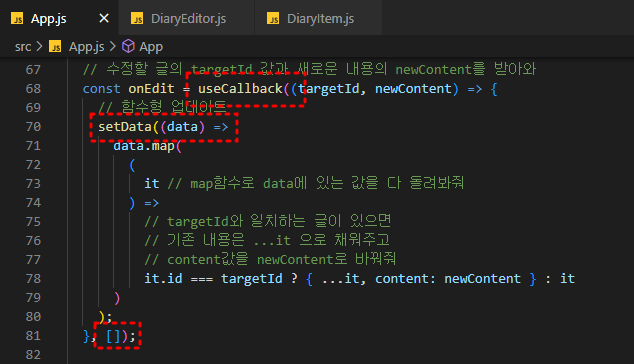 JS App.js × JS DiaryEditor.js JS DiaryItem.js
src > JS App.js > App
67 // 수정할 글의 targetId 값과 새로운 내용의 newContent를 받아와
68 const onEdit = useCallback((targetId, newContent) => {
69 // 함수형 업데이트
70 setData((data) =>
71 data.map(
72 (
73 it // map함수로 data에 있는 값을 다 돌려봐줘
74 ) =>
75 // targetId와 일치하는 글이 있으면
76 // 기존 내용은 ...it 으로 채워주고
77 // content값을 newContent로 바꿔줘
78 it.id === targetId ? { ...it, content: newContent } : it
79 )
80 );
81 }, []);
82